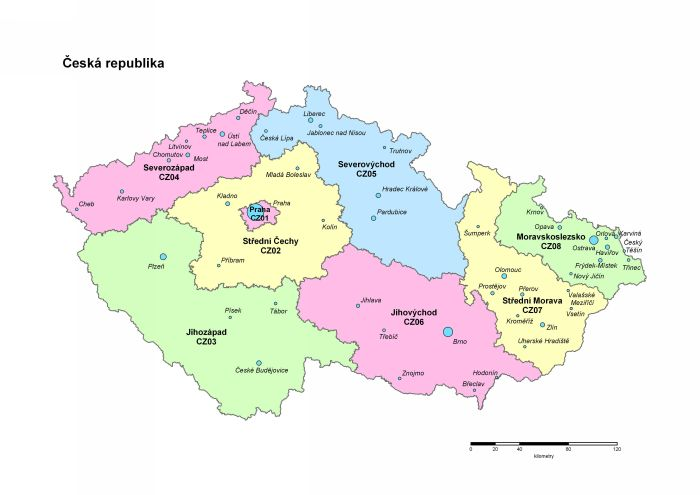 Česká republika
Děčín
Liberec
Teplice
Ústí
nad Labem
Česká Lípa
Jablonec nad Nisou
Litvínov
Chomutov
Most
Trutnov
Severozápad
CZ04
Severovýchod
CZ05
Mladá Boleslav
Karlovy Vary
Cheb
Kladno
Hradec Králové
Praha
Praha
CZ01
Pardubice
Kolín
Krnov
Opava
Orlová
Karviná
Moravskoslezsko
CZ08
Český
Těšín
Ostrava
Havířov
Šumperk
Střední Čechy
CZ02
Plzeň
Příbram
Frýdek-Místek
Třinec
Nový Jičín
Olomouc
Prostějov
Přerov
Valašské
Meziříčí
Střední Morava
CZ07
Vsetín
Jihlava
Jihovýchod
CZ06
Kroměříž
Zlín
Písek
Tábor
Jihozápad
CZ03
Třebíč
Brno
Uherské Hradiště
České Budějovice
Znojmo
Hodonín
Břeclav
0 20 40 80 120
kilometry